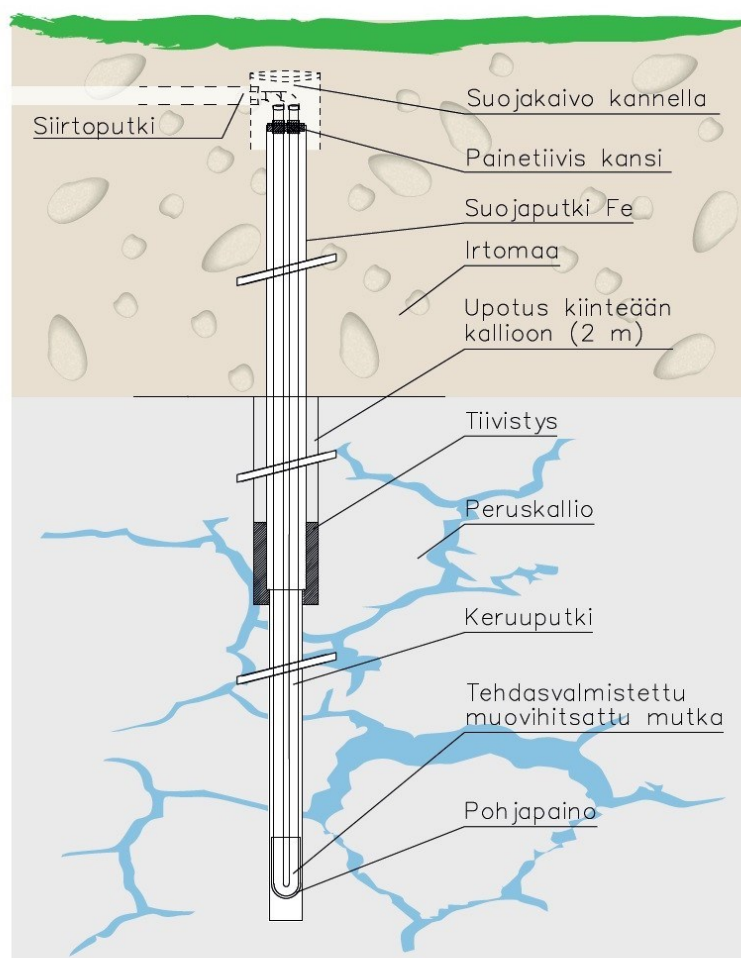 Suojakaivo kannella
Siirtoputki
Painetiivis kansi
Suojaputki Fe
Irtomaa
Upotus kiinteään
kallioon (2 m)
Tiivistys
Peruskallio
Keruuputki
Tehdasvalmistettu
muovihitsattu mutka
Pohjapaino